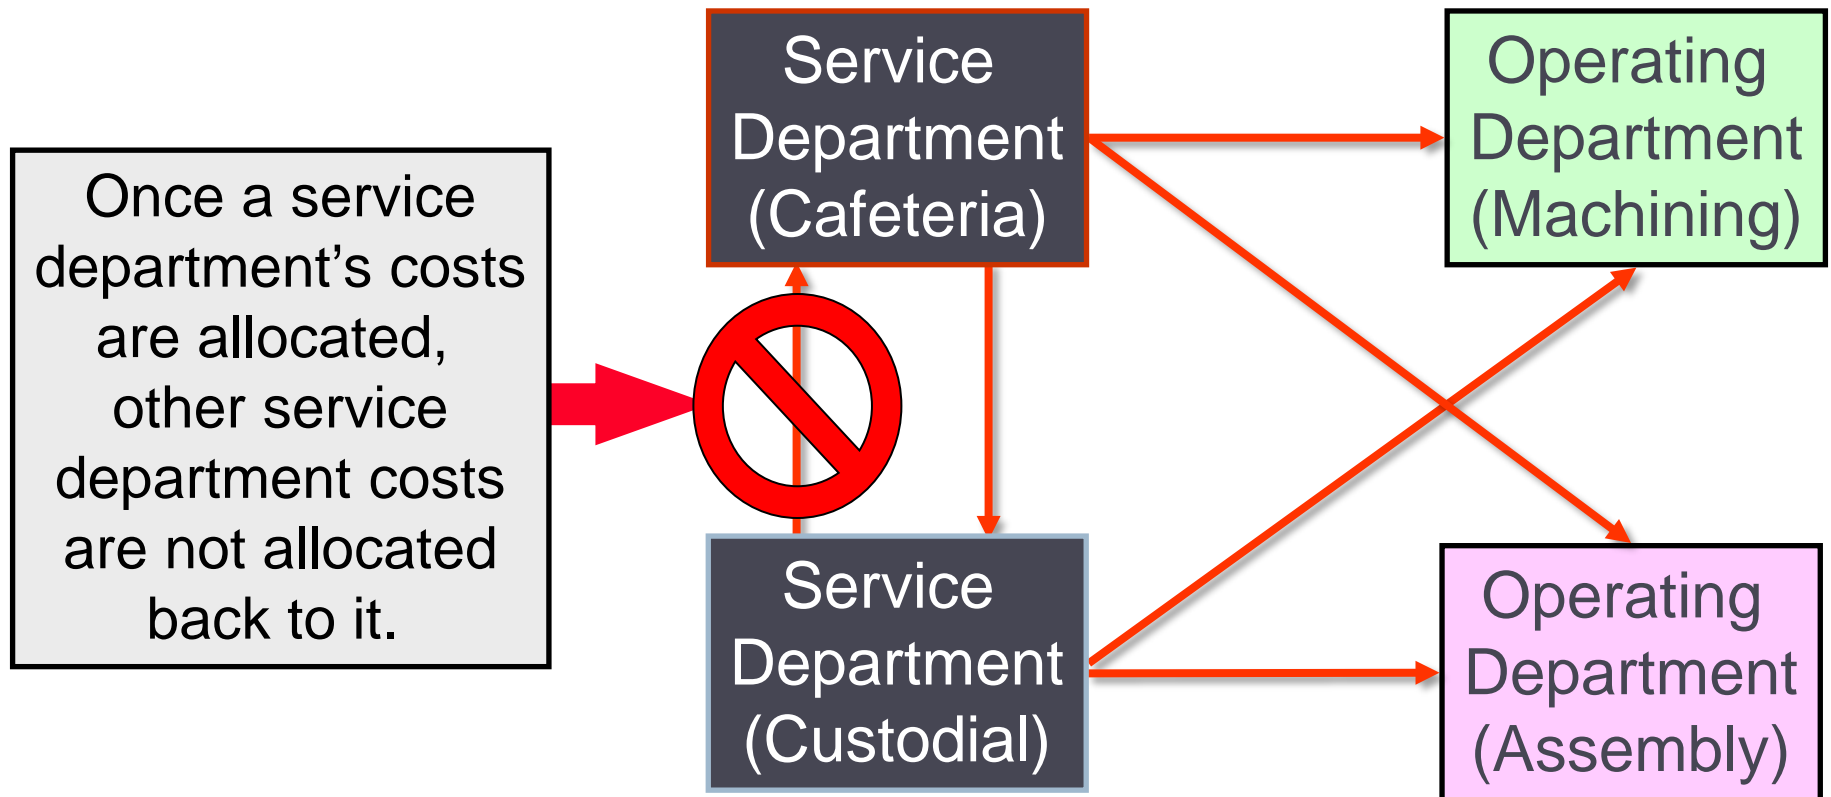 Once a service
department’s costs
are allocated,
other service
department costs
are not allocated
back to it.
Service
Department
(Cafeteria)
Operating
Department
(Machining)
Service
Department
(Custodial)
Operating
Department
(Assembly)